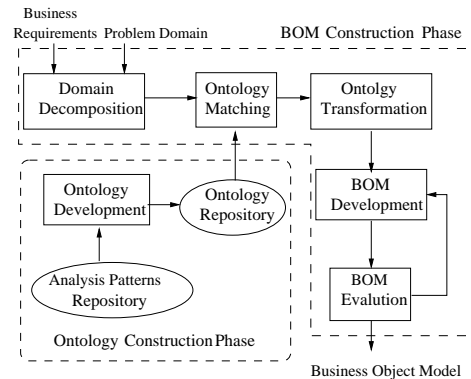 Business
Requirements
Problem Domain
BOM Construction Phase
Domain
Decomposition
Ontology
Matching
Ontolgy
Transformation
Ontology
Development
Ontology
Repository
BOM
Development
Analysis Patterns
Repository
BOM
Evalution
Ontology Construction Phase
Business Object Model